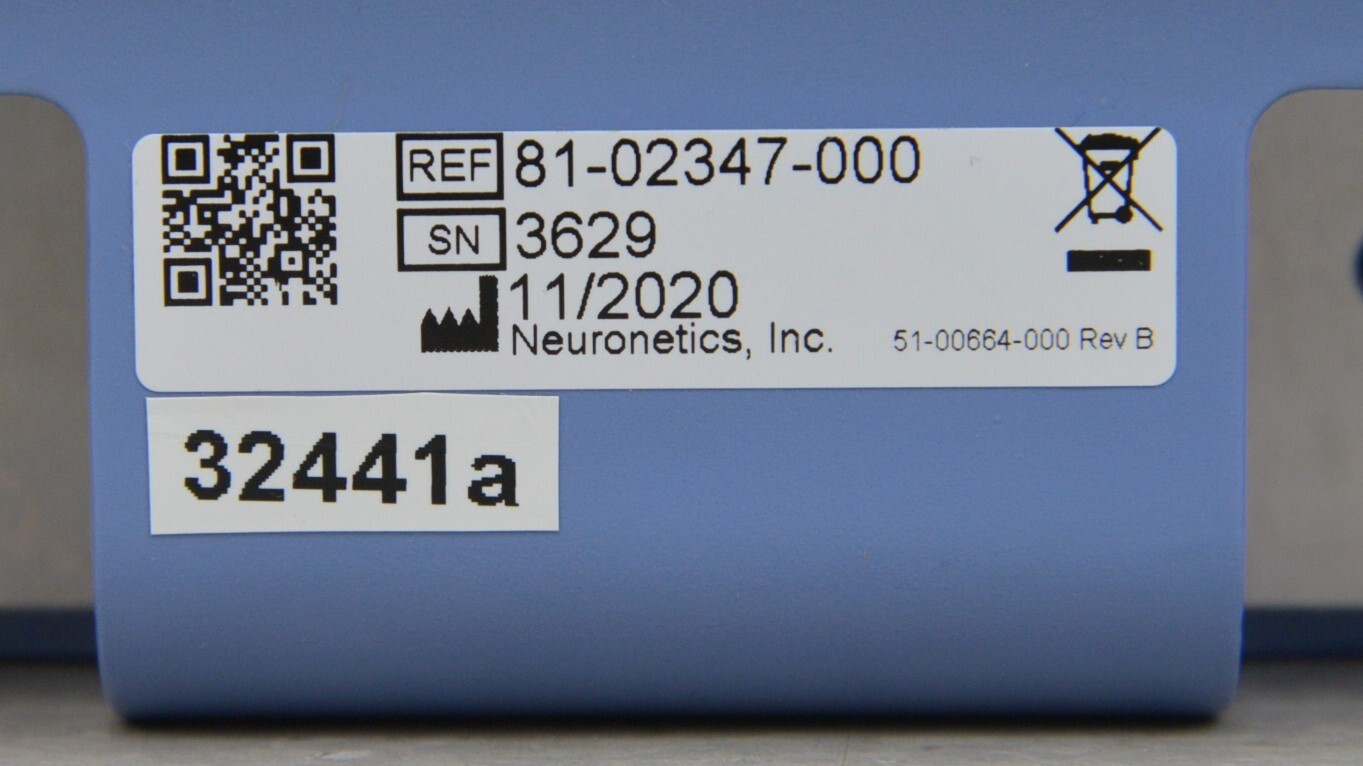 REF 81-02347-000
SN 3629
11/2020
Neuronetics, Inc. 51-00664-000 Rev B
32441a